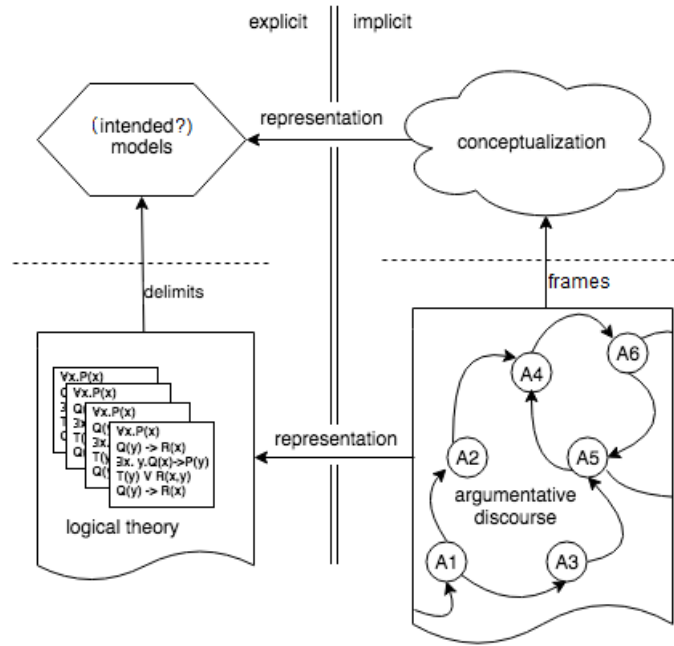 explicit
implicit
(intended?)
models
representation
conceptualization
delimits
frames
∀x.P(x)
∀x.P(x)
Q(
∀x.P(x)
Q(y
∃x.
T(y)
Q(
∀x.P(x)
Q(y) -> R(x)
∃x. y.Q(x)->P(y)
T(y) V R(x,y)
Q(y) -> R(x)
logical theory
representation
A6
A4
A2
A5
argumentative
discourse
A1
A3